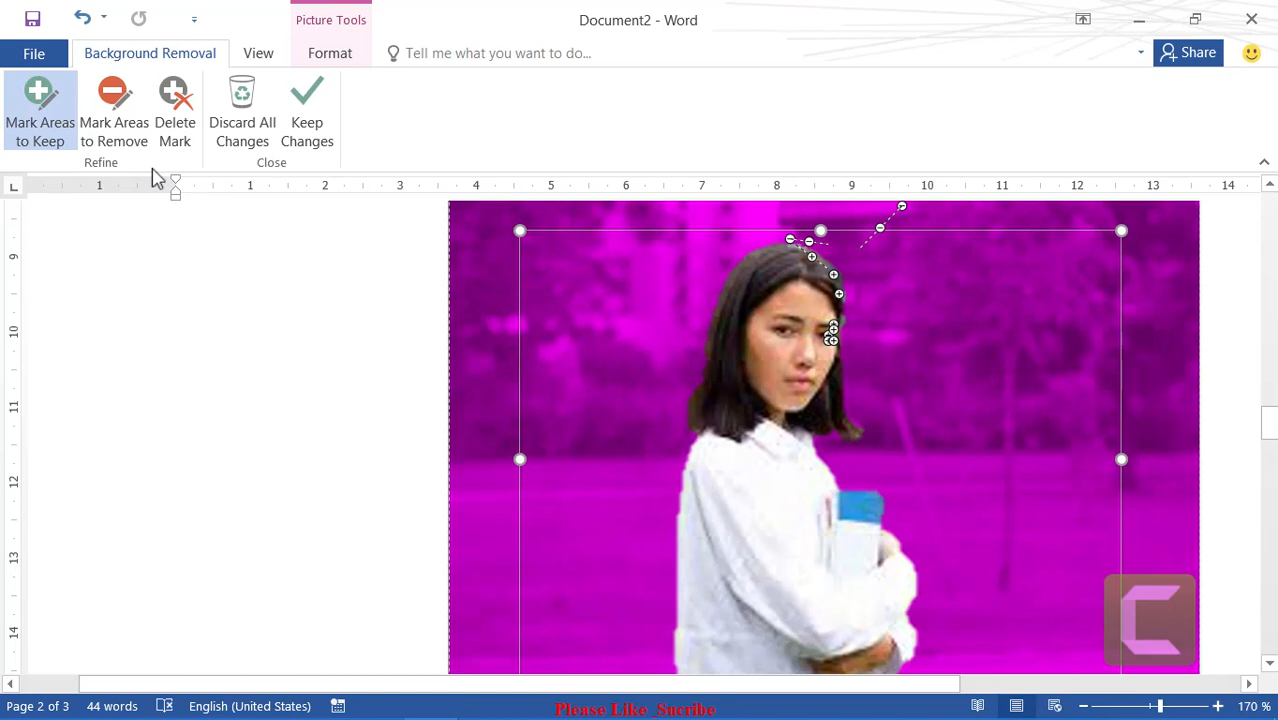 Document2 - Word
Picture Tools
File
Background Removal
View
Format
Tell me what you want to do...
Share
Mark Areas
to Keep
Mark Areas
to Remove
Delete
Mark
Discard All
Changes
Keep
Changes
Refine
Close
L
1 1 2 3 4 5 6 7 8 9 10 11 12 13 14
9
10
11
12
13
14
C
Page 2 of 3
44 words
English (United States)
Please Like Sucribe
170 %